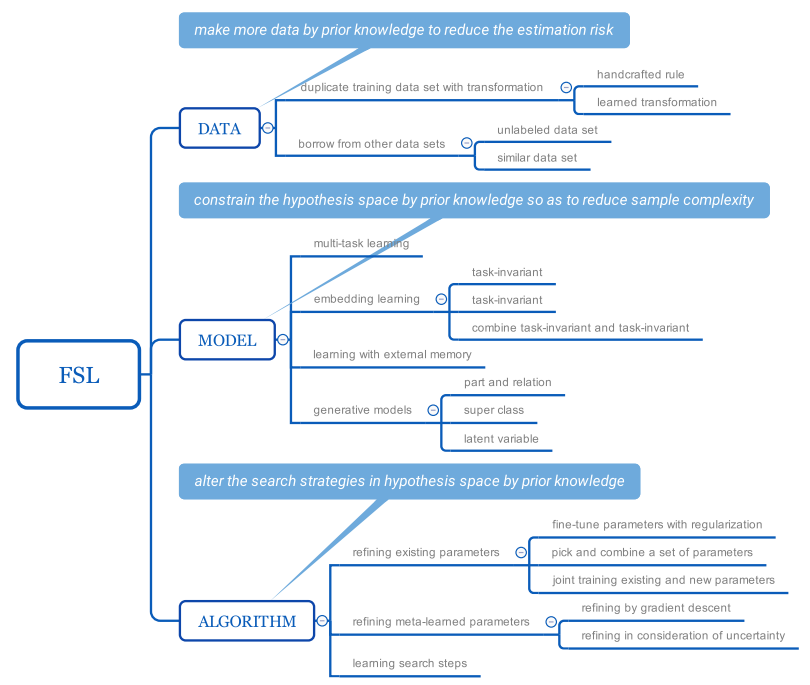 make more data by prior knowledge to reduce the estimation risk
handcrafted rule
duplicate training data set with transformation
learned transformation
DATA
unlabeled data set
borrow from other data sets
similar data set
constrain the hypothesis space by prior knowledge so as to reduce sample complexity
multi-task learning
task-invariant
embedding learning
task-invariant
combine task-invariant and task-invariant
MODEL
learning with external memory
FSL
part and relation
generative models
super class
latent variable
alter the search strategies in hypothesis space by prior knowledge
fine-tune parameters with regularization
refining existing parameters
pick and combine a set of parameters
joint training existing and new parameters
ALGORITHM
refining by gradient descent
refining meta-learned parameters
refining in consideration of uncertainty
learning search steps